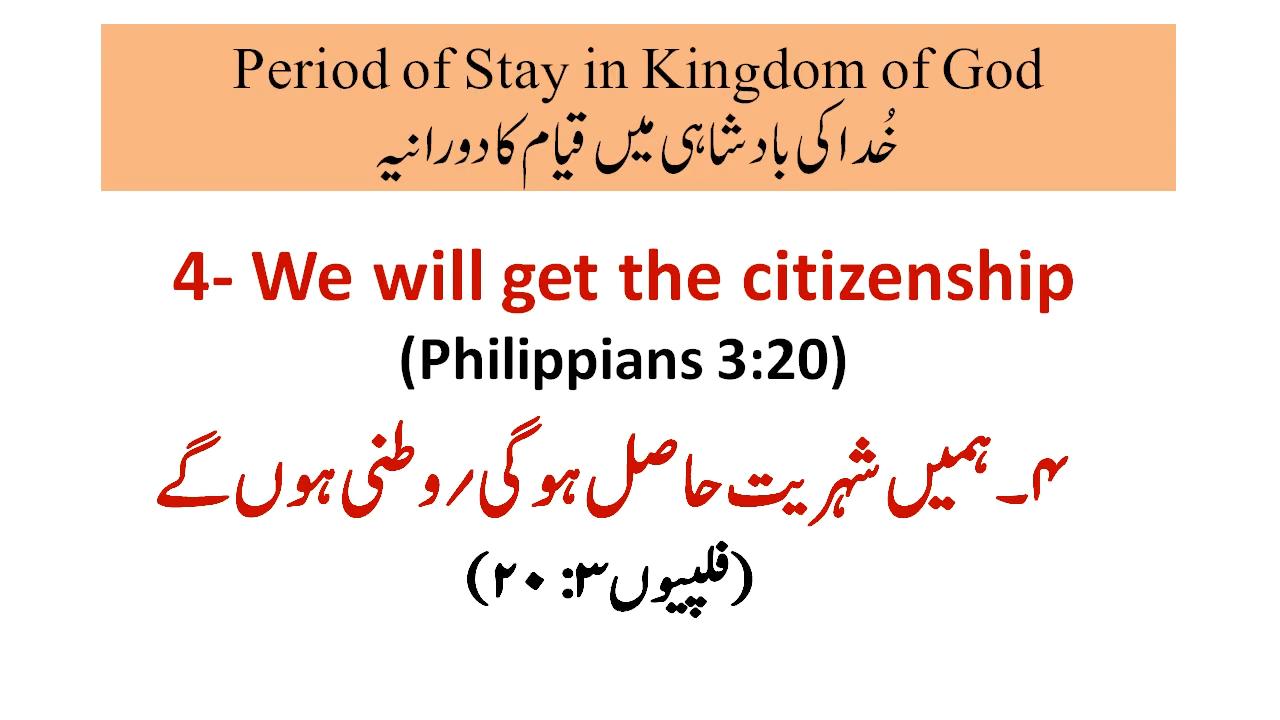 Period of Stay in Kingdom of God
خُدا کی بادشاہی میں قیام کا دورانیہ
4- We will get the citizenship
(Philippians 3:20)
۴۔ ہمیں شہریت حاصل ہو گی / وطنی ہوں گے
(فلپیوں ۳: ۲۰)